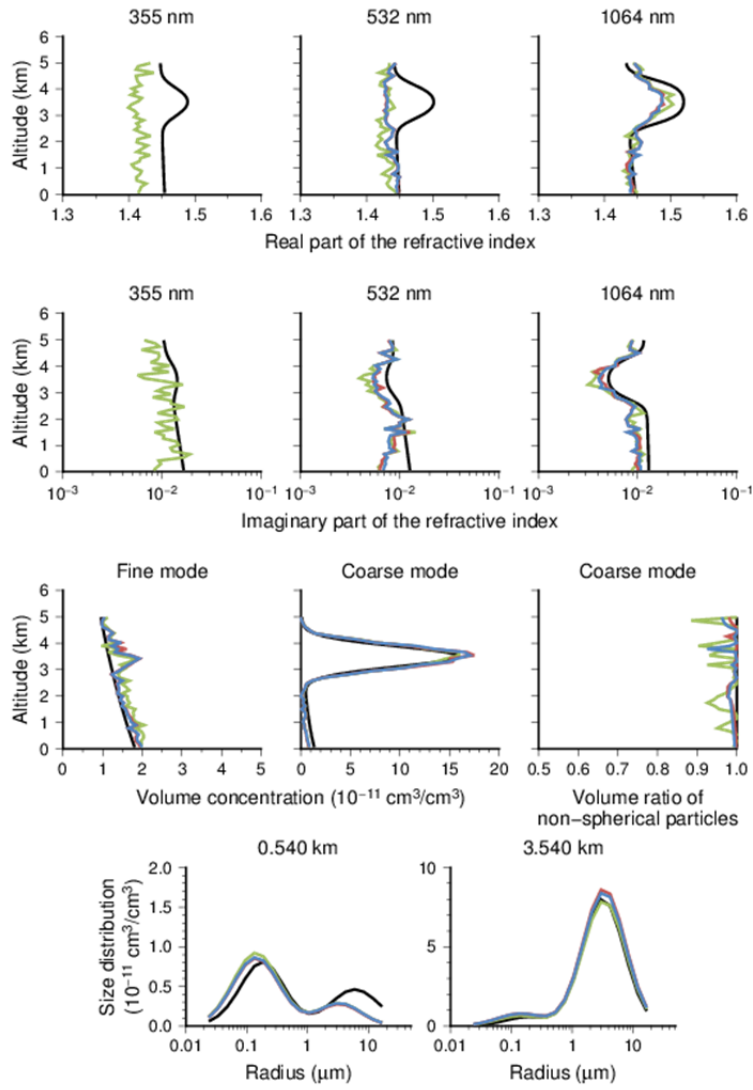 355 nm
532 nm
1064 nm
Altitude (km)
6
5
4
3
2
1
0
1.3 1.4 1.5 1.6
1.3 1.4 1.5 1.6
1.3 1.4 1.5 1.6
Real part of the refractive index
355 nm
532 nm
1064 nm
Altitude (km)
6
5
4
3
2
1
0
10⁻³ 10⁻² 10⁻¹
10⁻² 10⁻¹⁰⁻³
10⁻² 10⁻¹
Imaginary part of the refractive index
Fine mode
Coarse mode
Coarse mode
Altitude (km)
6
5
4
3
2
1
0
0 1 2 3 4 5
0 5 10 15 20
0.5 0.6 0.7 0.8 0.9 1.0
Volume concentration (10⁻¹¹ cm³/cm³)
Volume ratio of
non−spherical particles
0.540 km
3.540 km
Size distribution
(10⁻¹¹ cm³/cm³)
2.0
1.5
1.0
0.5
0.0
0.01 0.1 1 10
10
5
0
0.01 0.1 1 10
Radius (µm)
Radius (µm)